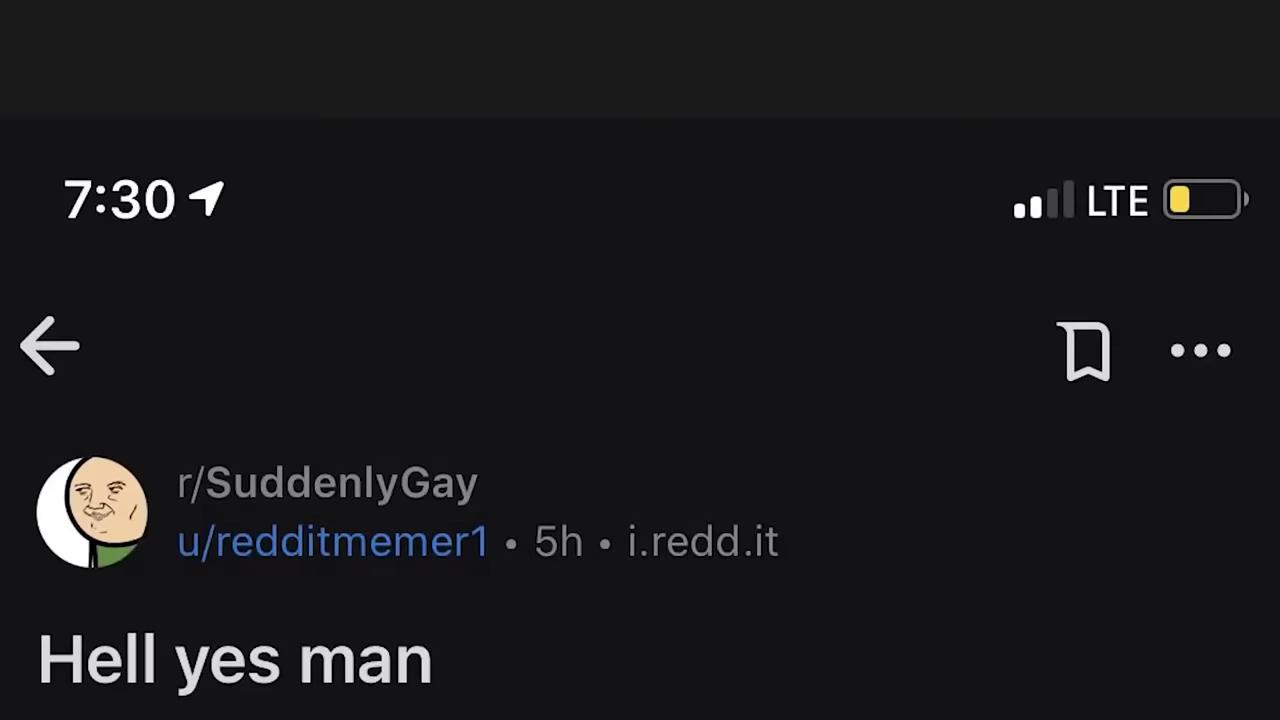 7:30 LTE
r/SuddenlyGay
u/redditmemer1 • 5h • i.redd.it
Hell yes man